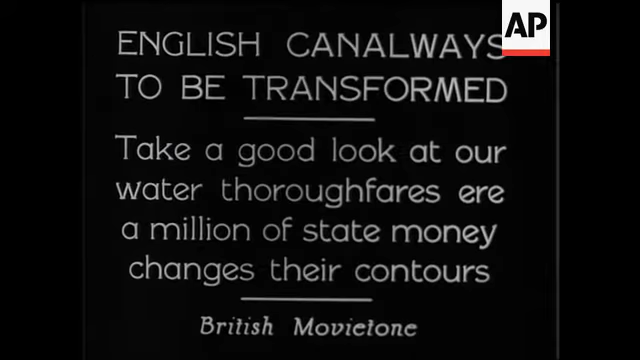 AP
ENGLISH CANALWAYS
TO BE TRANSFORMED
Take a good look at our
water thoroughfares ere
a million of state money
changes their contours
British Movietone